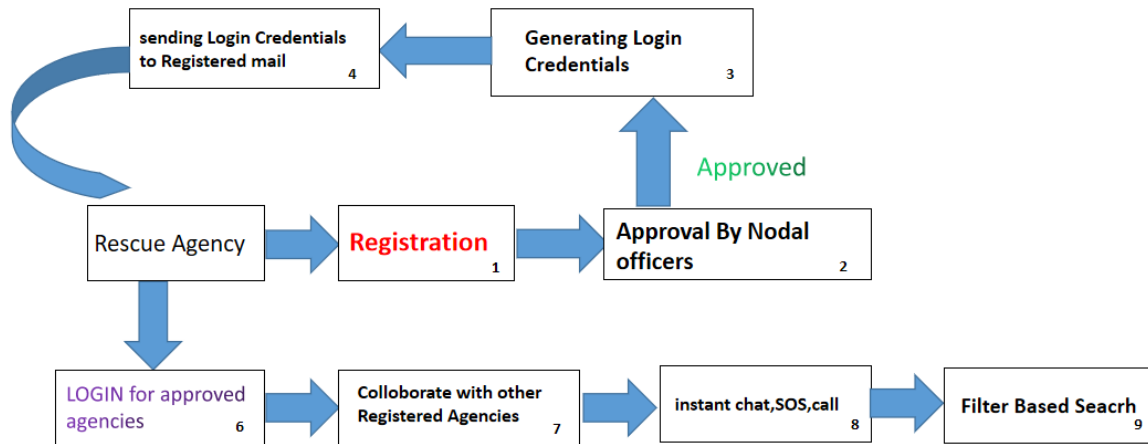 sending Login Credentials
to Registered mail
4
Generating Login
Credentials
3
Approved
Rescue Agency
Registration
1
Approval By Nodal
officers
2
LOGIN for approved
agencies
6
Colloborate with other
Registered Agencies
7
instant chat,SOS,call
8
Filter Based Seacrh
9